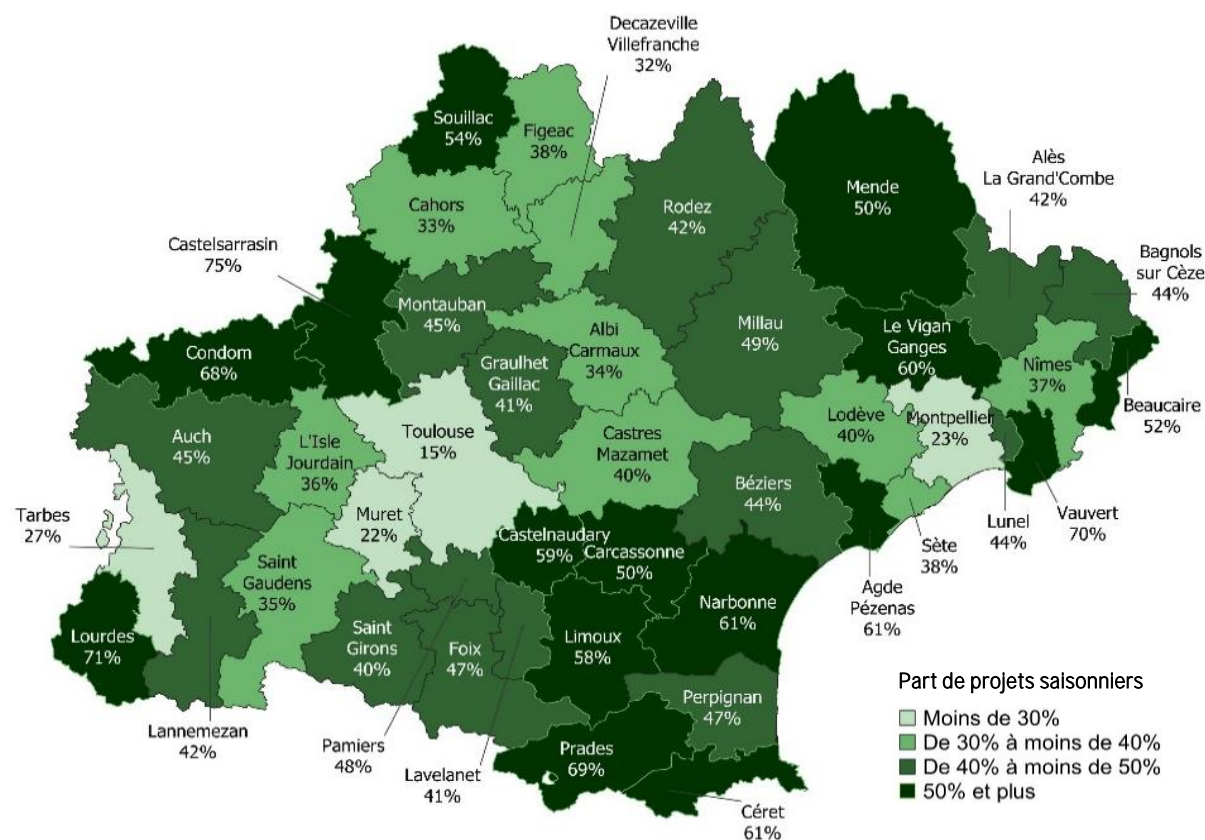 Decazeville
Villefranche
32%
Souillac
54%
Figeac
38%
Alès
La Grand'Combe
42%
Mende
50%
Rodez
42%
Cahors
33%
Castelsarrasin
75%
Bagnols
sur Cèze
44%
Montauban
45%
Albi
Carmaux
34%
Millau
49%
Le Vigan
Ganges
60%
Condom
68%
Graulhet
Gaillac
41%
Nîmes
37%
Beaucaire
52%
Auch
45%
L'Isle
Jourdain
36%
Toulouse
15%
Castres
Mazamet
40%
Lodève
40%
Montpellier
23%
Tarbes
27%
Muret
22%
Béziers
44%
Vauvert
70%
Lunel
44%
Sète
38%
Castelnaudary
59%
Carcassonne
50%
Saint
Gaudens
35%
Agde
Pézenas
61%
Narbonne
61%
Lourdes
71%
Saint
Girons
40%
Foix
47%
Limoux
58%
Perpignan
47%
Lannemezan
42%
Pamiers
48%
Lavelanet
41%
Prades
69%
Céret
61%
Part de projets saisonniers
Moins de 30%
De 30% à moins de 40%
De 40% à moins de 50%
50% et plus